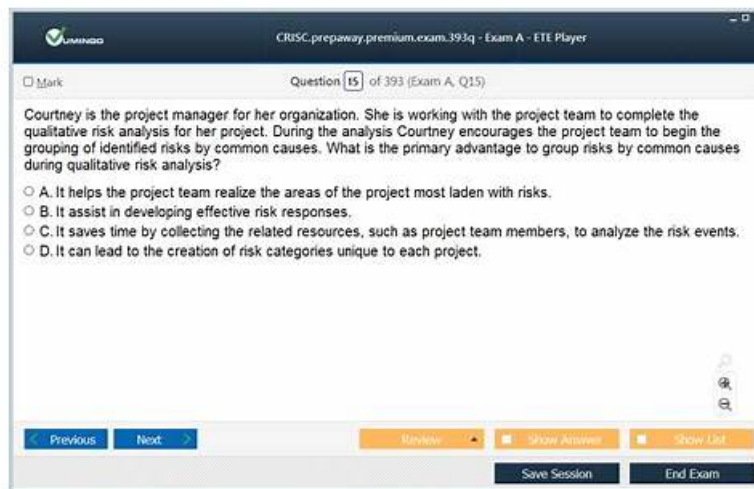 VUMINGO
CRISC.prepaway.premium.exam.393q - Exam A - ETE Player
Mark
Question 15 of 393 (Exam A, Q15)
Courtney is the project manager for her organization. She is working with the project team to complete the
qualitative risk analysis for her project. During the analysis Courtney encourages the project team to begin the
grouping of identified risks by common causes. What is the primary advantage to group risks by common causes
during qualitative risk analysis?
A. It helps the project team realize the areas of the project most laden with risks.
B. It assist in developing effective risk responses.
C. It saves time by collecting the related resources, such as project team members, to analyze the risk events.
D. It can lead to the creation of risk categories unique to each project.
Previous Next Review Show Answer Show List
Save Session End Exam